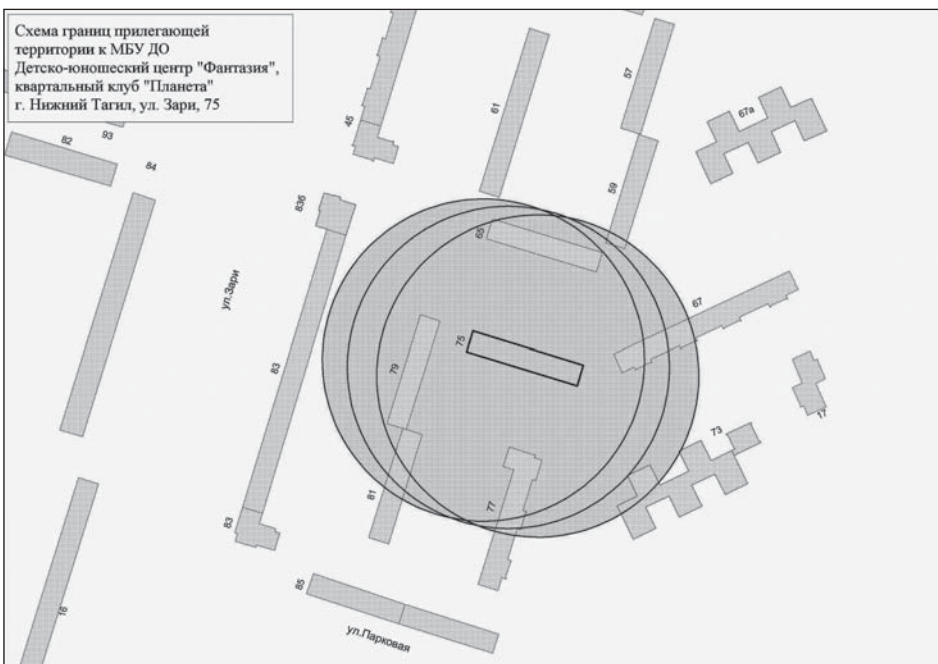 Схема границ прилегающей
территории к МБУ ДО
Детско-юношеский центр "Фантазия",
квартальный клуб "Планета"
г. Нижний Тагил, ул. Зари, 75
57
61
67а
45
93
82
84
59
83б
65
ул.Зари
67
75
79
83
17
73
81
77
83
85
16
ул.Парковая